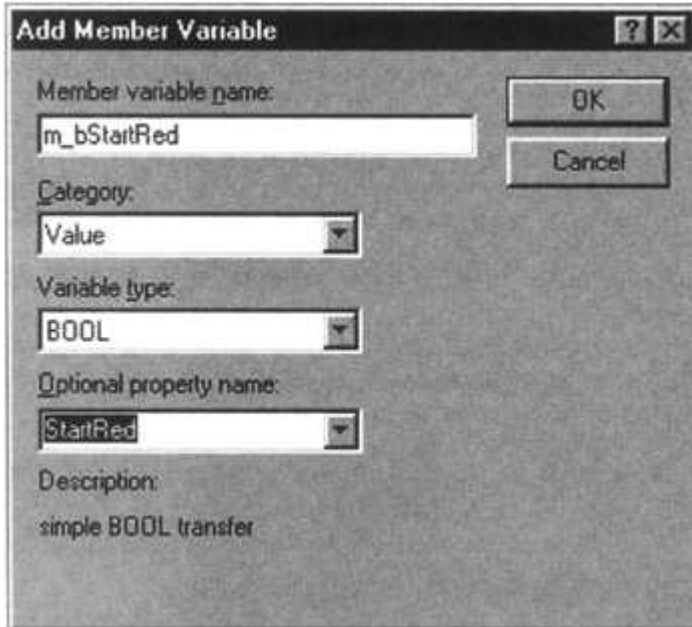 Add Member Variable
Member variable name:
m_bStartRed
OK
Cancel
Category:
Value
Variable type:
BOOL
Optional property name:
StartRed
Description:
simple BOOL transfer